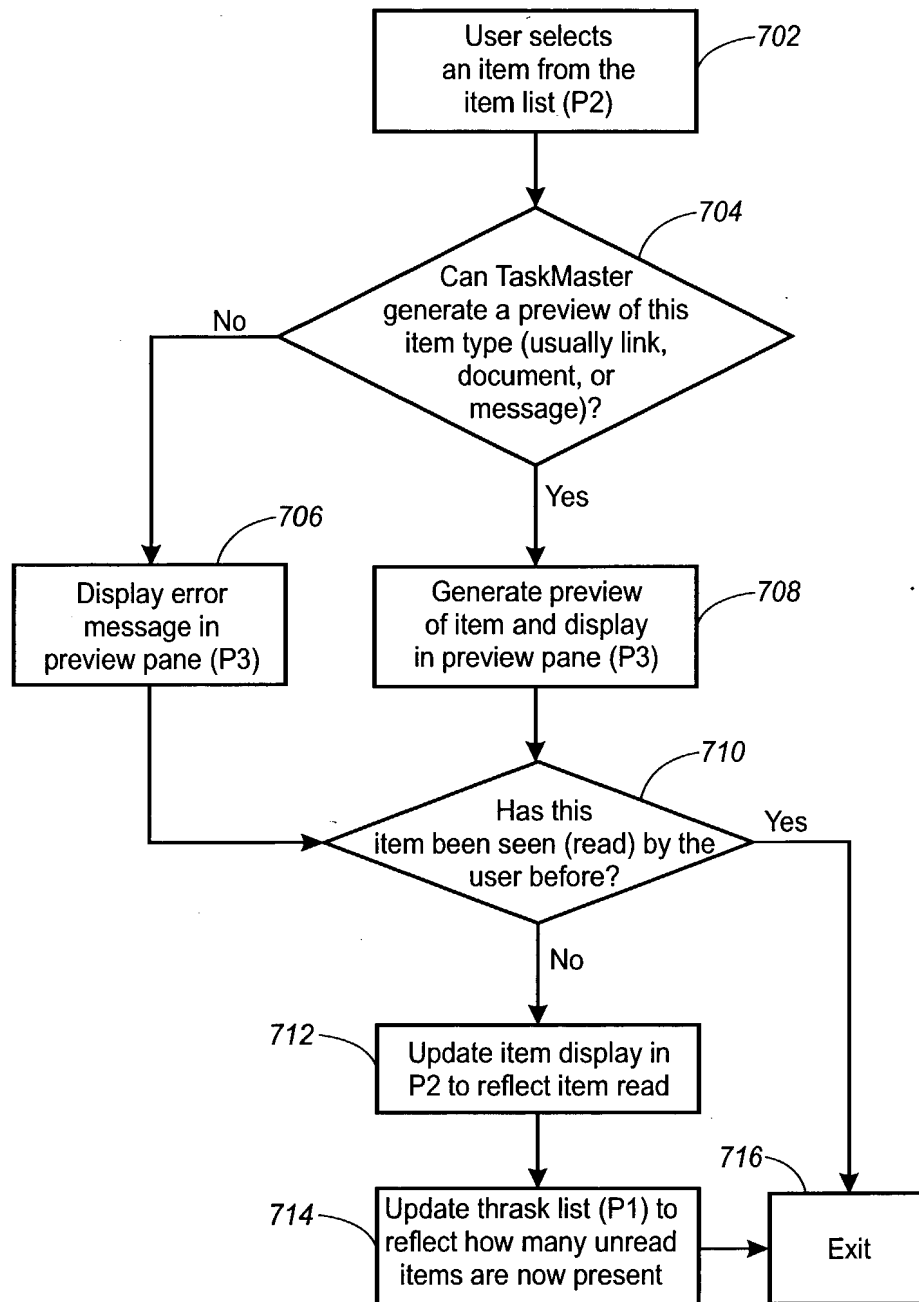 User selects
an item from the
item list (P2)
702
704
Can TaskMaster
generate a preview of this
item type (usually link,
document, or
message)?
No
Yes
706
Display error
message in
preview pane (P3)
708
Generate preview
of item and display
in preview pane (P3)
710
Has this
item been seen (read) by the
user before?
Yes
No
712
Update item display in
P2 to reflect item read
714
Update thrask list (P1) to
reflect how many unread
items are now present
716
Exit